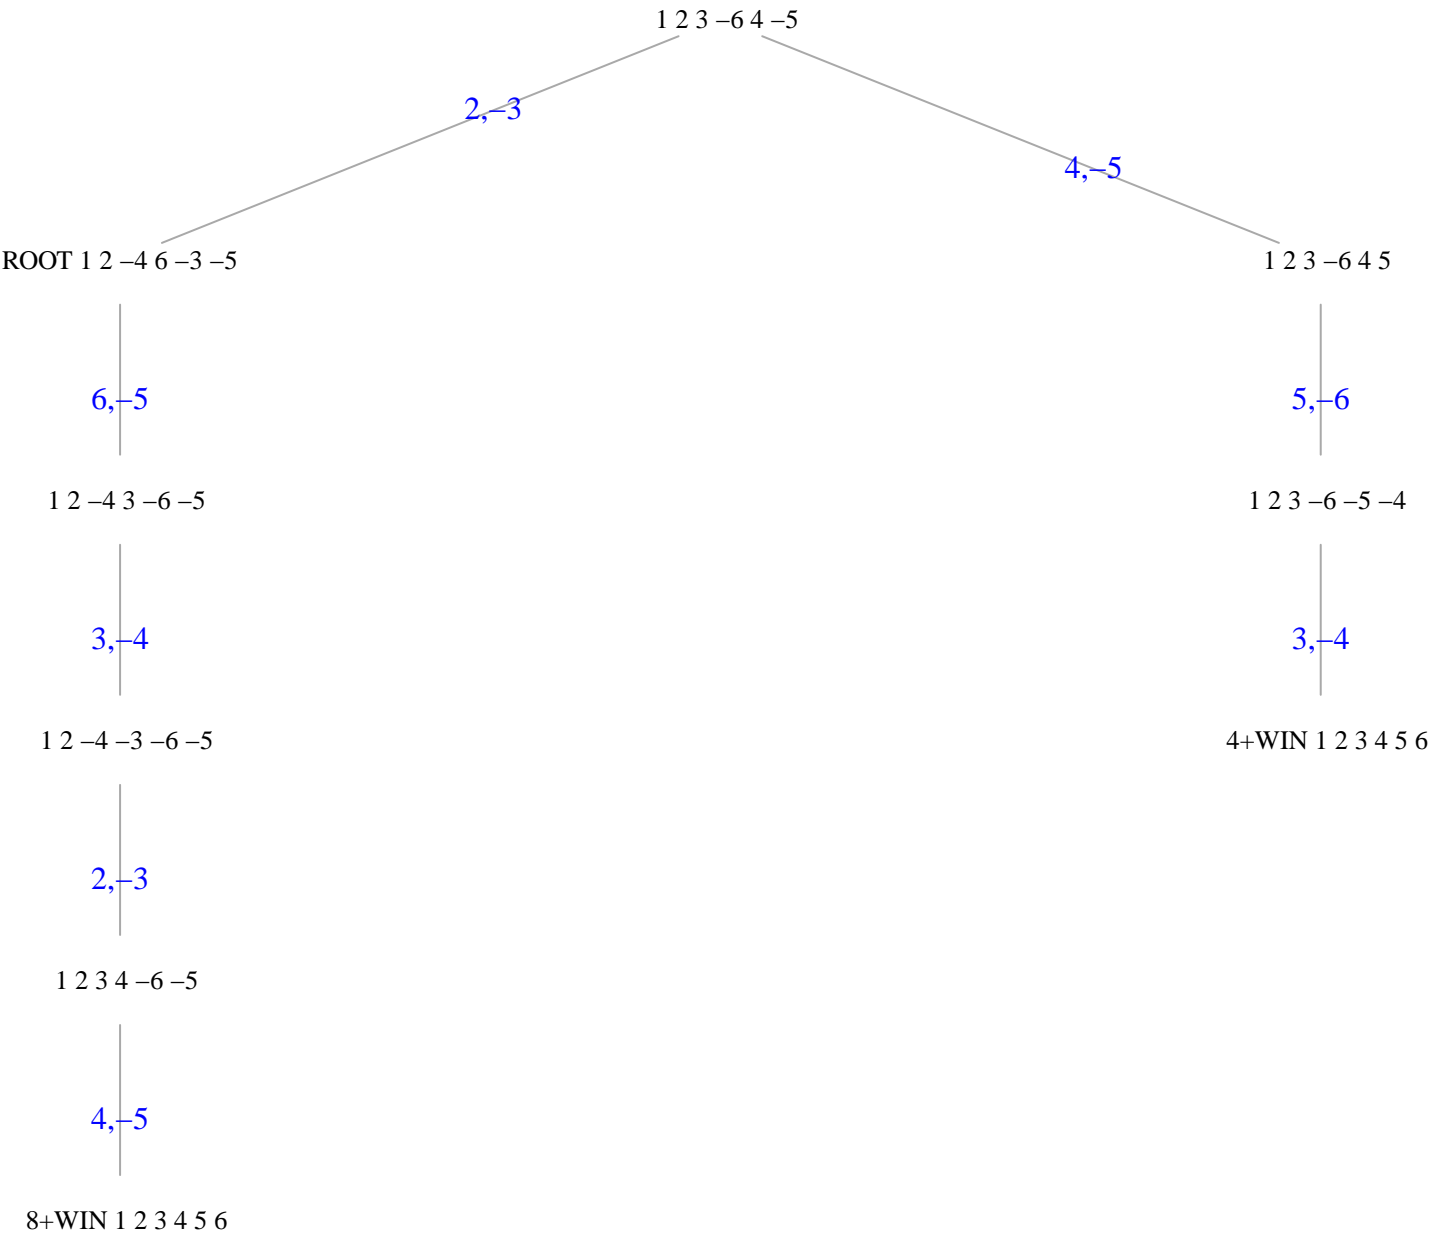 1 2 3 –6 4 –5
2,–3
4,–5
ROOT 1 2 –4 6 –3 –5
1 2 3 –6 4 5
6,–5
5,–6
1 2 –4 3 –6 –5
1 2 3 –6 –5 –4
3,–4
3,–4
1 2 –4 –3 –6 –5
4+WIN 1 2 3 4 5 6
2,–3
1 2 3 4 –6 –5
4,–5
8+WIN 1 2 3 4 5 6